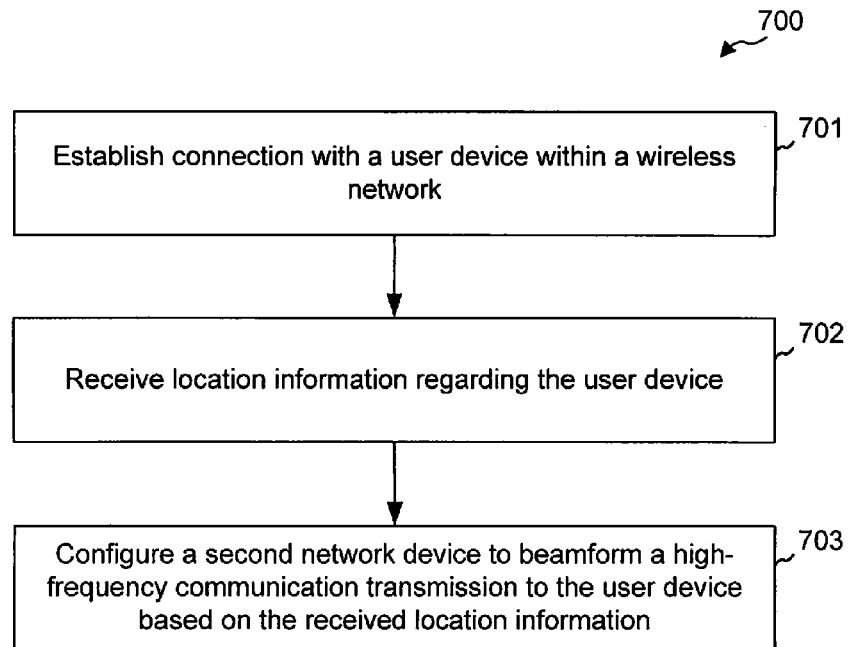 700
701
Establish connection with a user device within a wireless
network
702
Receive location information regarding the user device
703
Configure a second network device to beamform a high-
frequency communication transmission to the user device
based on the received location information